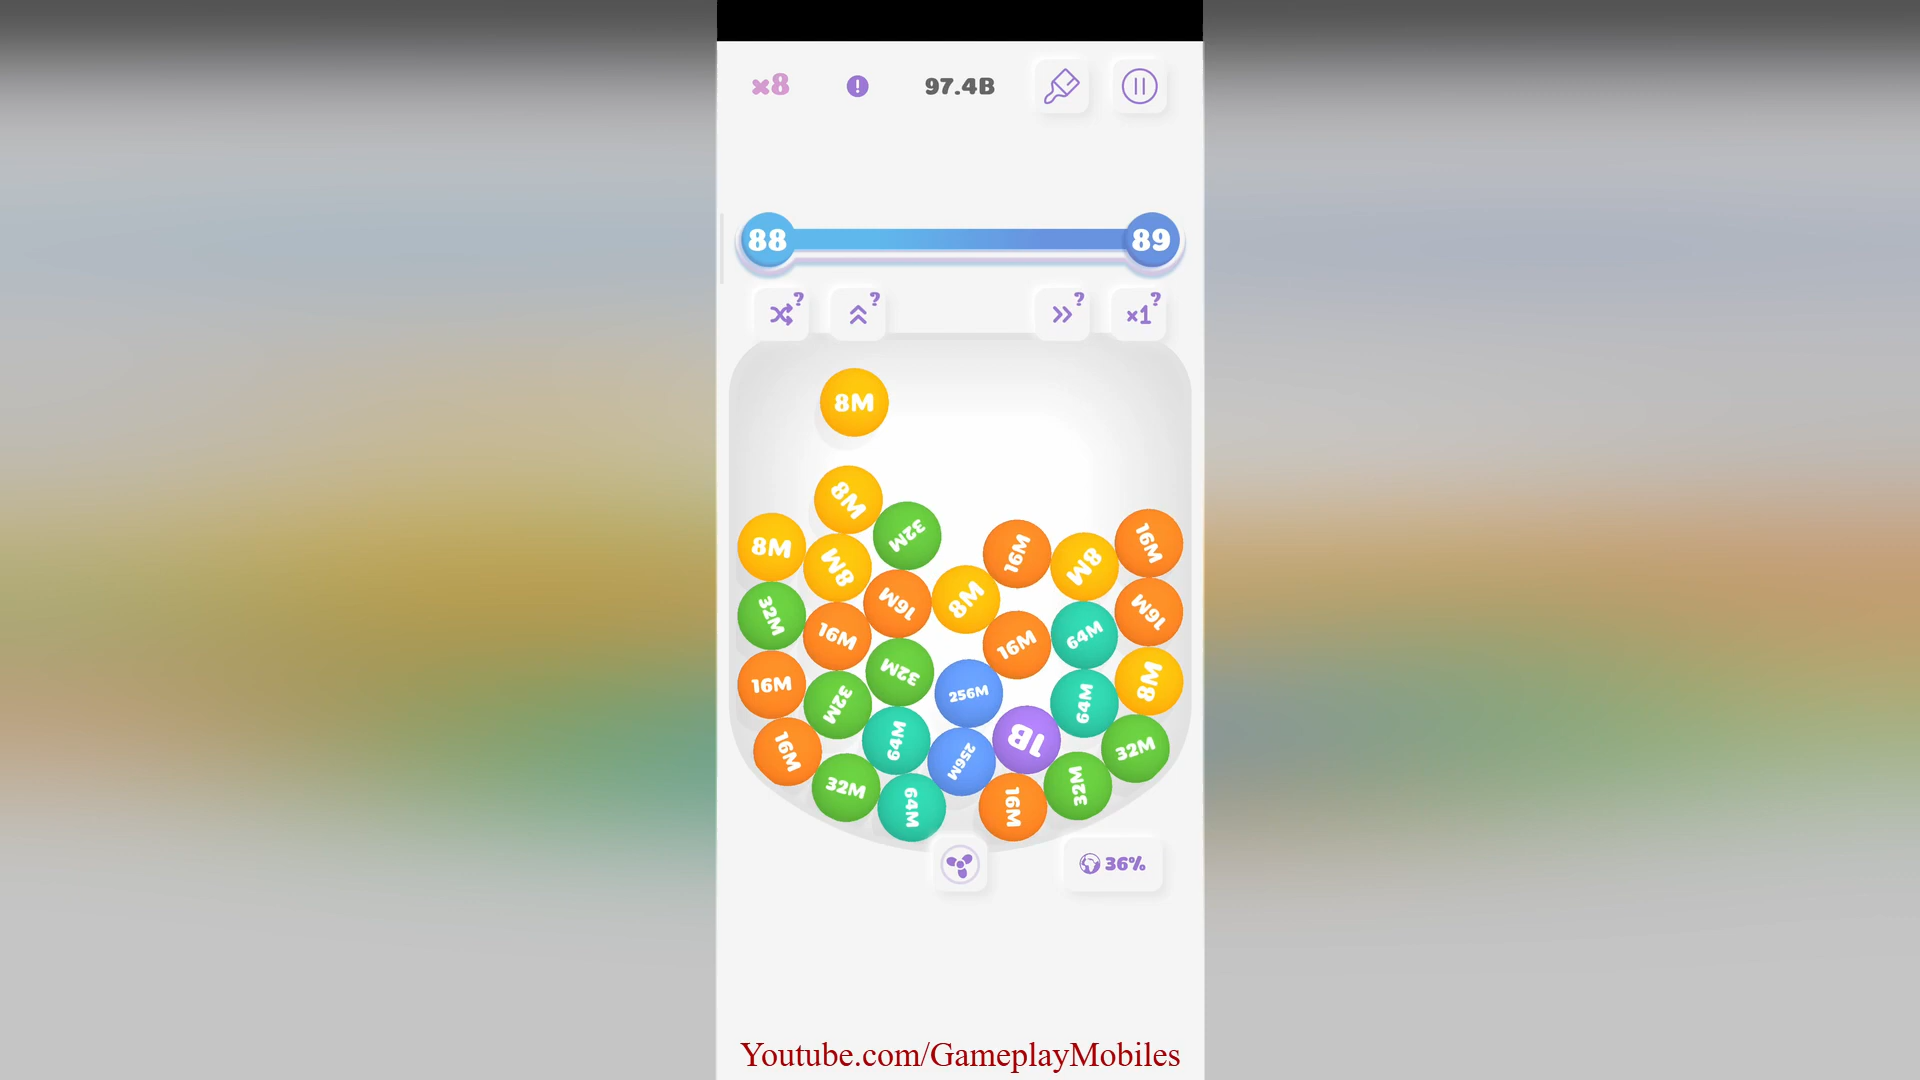 x8 ! 97.4B
88 89
? ? ? ?
x1
8M
8M
32M
8M 8M 16M 8M 16M
16M 8M 16M
32M 16M 16M 64M
16M 32M 32M 256M 64M 8M
16M 64M 256M 1B 32M
32M 64M 16M 32M
36%
Youtube.com/GameplayMobiles